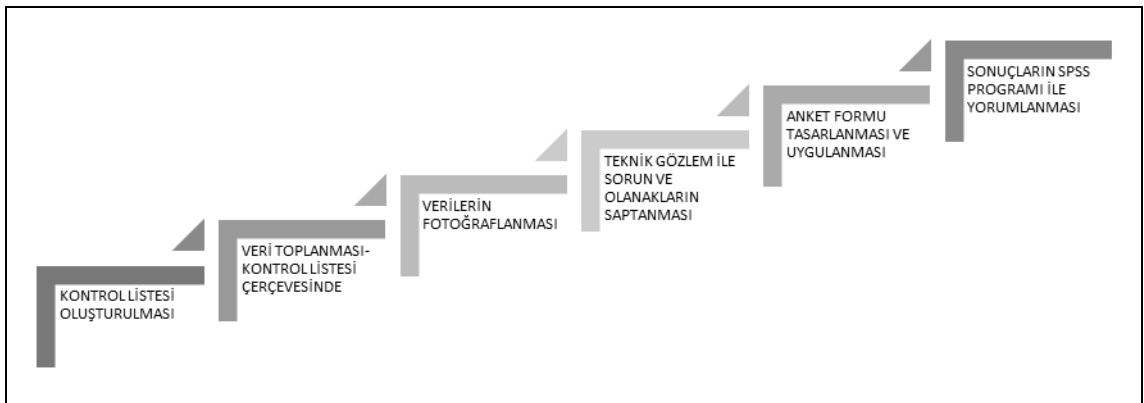 KONTROL LİSTESİ
OLUŞTURULMASI
VERİ TOPLANMASI-
KONTROL LİSTESİ
ÇERÇEVESİNDE
VERİLERİN
FOTOĞRAFLANMASI
TEKNİK GÖZLEM İLE
SORUN VE
OLANAKLARIN
SAPTANMASI
ANKET FORMU
TASARLANMASI VE
UYGULANMASI
SONUÇLARIN SPSS
PROGRAMI İLE
YORUMLANMASI